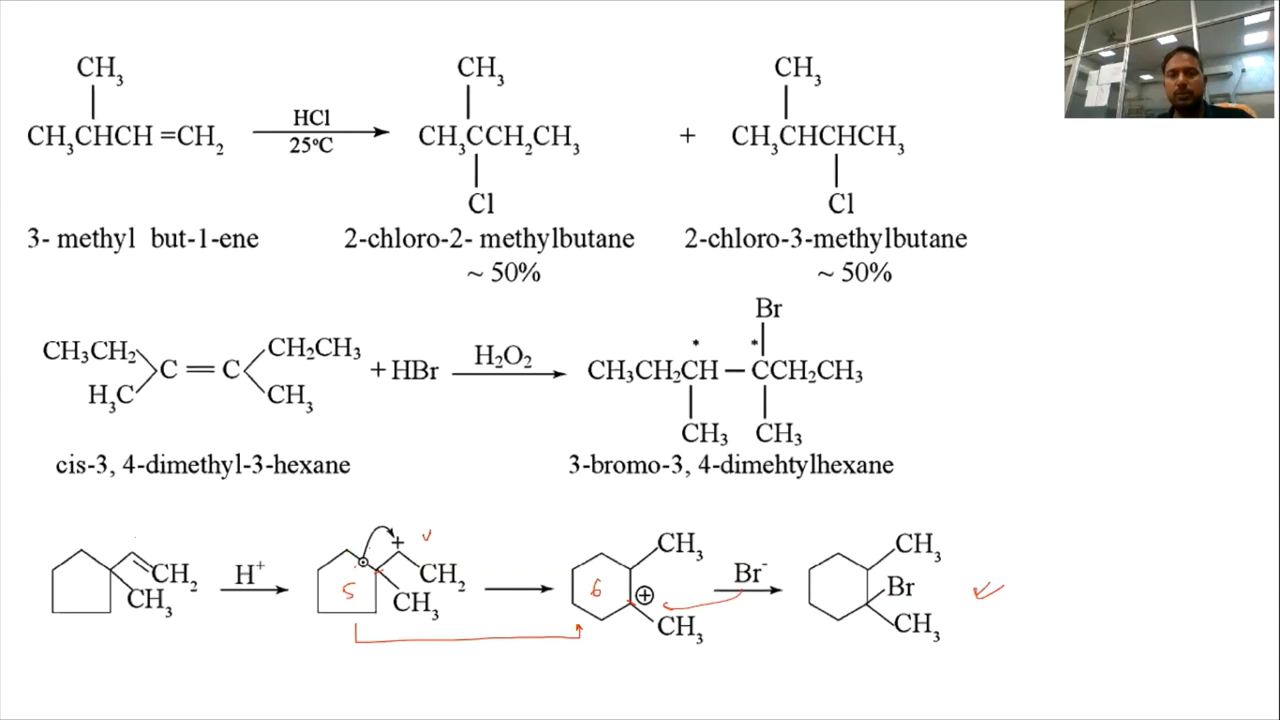 CH₃ CH₃ CH₃
CH₃CHCH=CH₂ HCl 25°C CH₃CCH₂CH₃ + CH₃CHCHCH₃
Cl Cl
3- methyl but-1-ene 2-chloro-2- methylbutane 2-chloro-3-methylbutane
~ 50% ~ 50%
Br
CH₃CH₂ CH₂CH₃ * *
C=C +HBr H₂O₂ CH₃CH₂CH–CCH₂CH₃
H₃C CH₃
CH₃ CH₃
cis-3, 4-dimethyl-3-hexane 3-bromo-3, 4-dimehtylhexane
+ CH₃ CH₃
CH₂ H⁺ 5 CH₂ 6 ⊕ Br⁻ Br
CH₃ CH₃ CH₃ CH₃